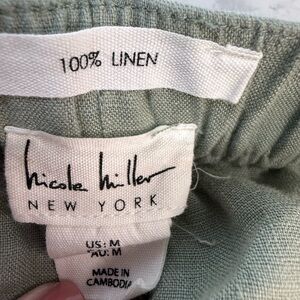 100% LINEN
nicole miller
NEW YORK
US: M
AU: M
MADE IN
CAMBODIA